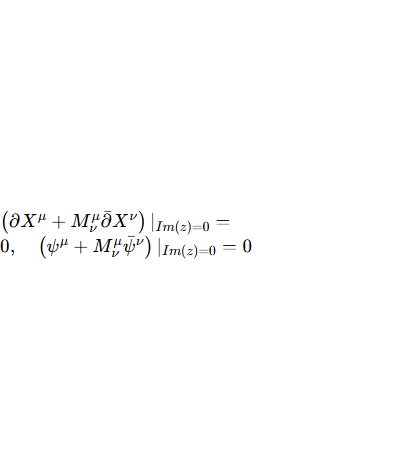 (∂X^μ + M^μ_ν ∂̄X^ν) |_{Im(z)=0} =
0, (ψ^μ + M^μ_ν ψ̄^ν) |_{Im(z)=0} = 0